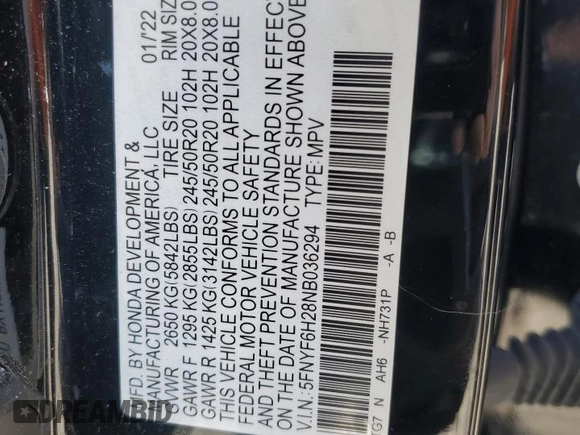 MFD. BY HONDA DEVELOPMENT &
MANUFACTURING OF AMERICA, LLC 01/'22
GVWR 2650 KG(5842LBS) TIRE SIZE RIM SIZ
GAWR F 1295 KG(2855LBS) 245/50R20 102H 20X8.0
GAWR R 1425 KG(3142LBS) 245/50R20 102H 20X8.0
THIS VEHICLE CONFORMS TO ALL APPLICABLE
FEDERAL MOTOR VEHICLE SAFETY
AND THEFT PREVENTION STANDARDS IN EFFEC
ON THE DATE OF MANUFACTURE SHOWN ABOVE
V.I.N.: 5FNYF6H28NB036294 TYPE: MPV
TG7 N AH6 -NH731P -A -B
DREAMBID